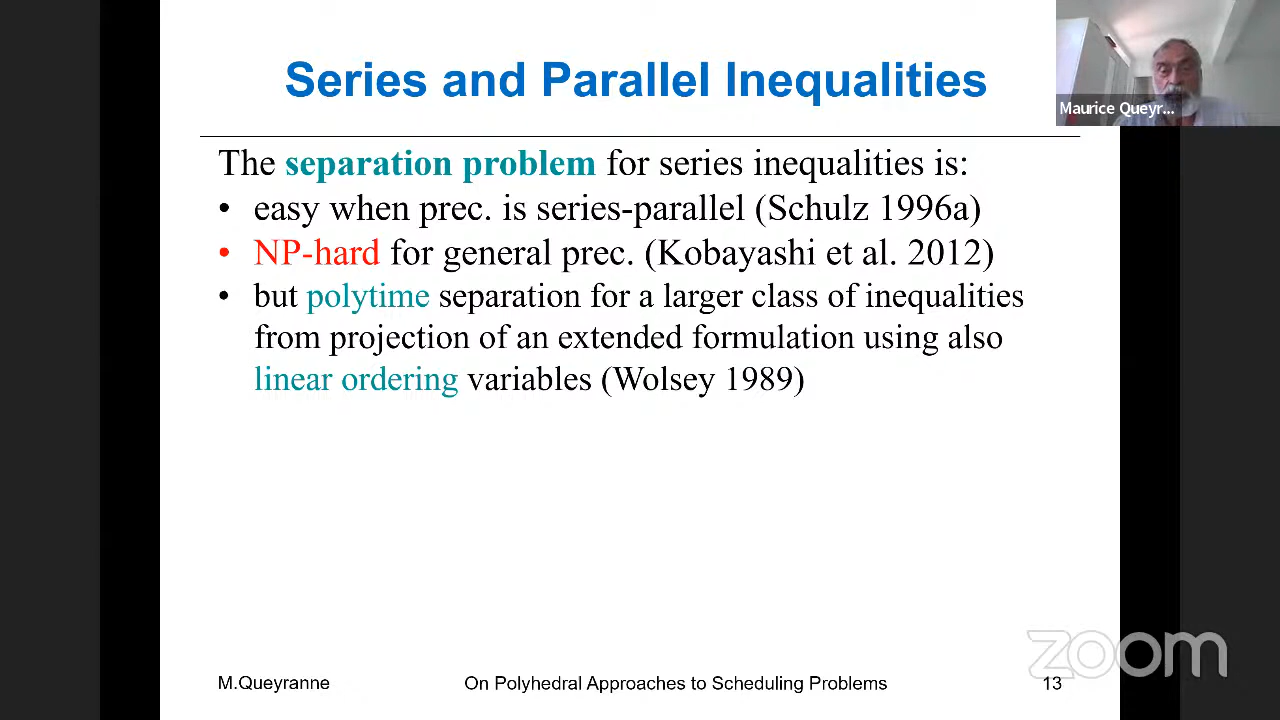 Series and Parallel Inequalities
Maurice Queyr...
The separation problem for series inequalities is:
• easy when prec. is series-parallel (Schulz 1996a)
• NP-hard for general prec. (Kobayashi et al. 2012)
• but polytime separation for a larger class of inequalities
from projection of an extended formulation using also
linear ordering variables (Wolsey 1989)
zoom
M.Queyranne
On Polyhedral Approaches to Scheduling Problems
13